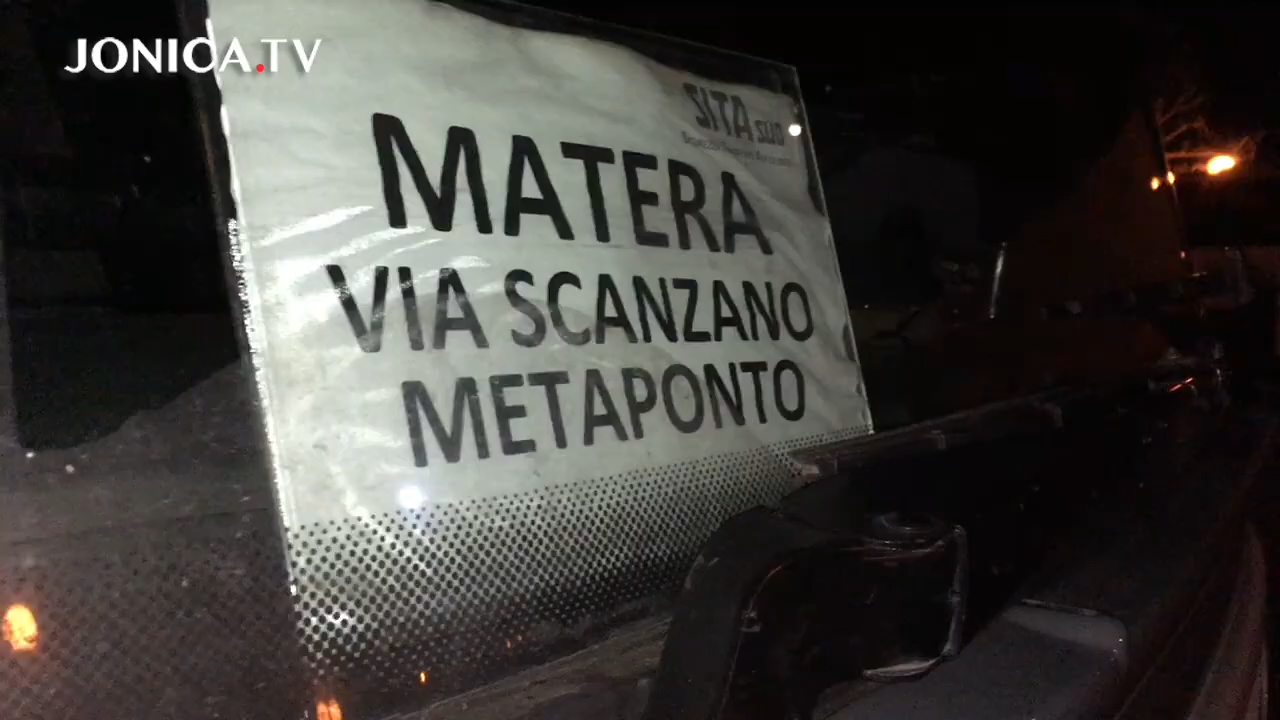 JONICA.TV
SITA SUD
MATERA
VIA SCANZANO
METAPONTO